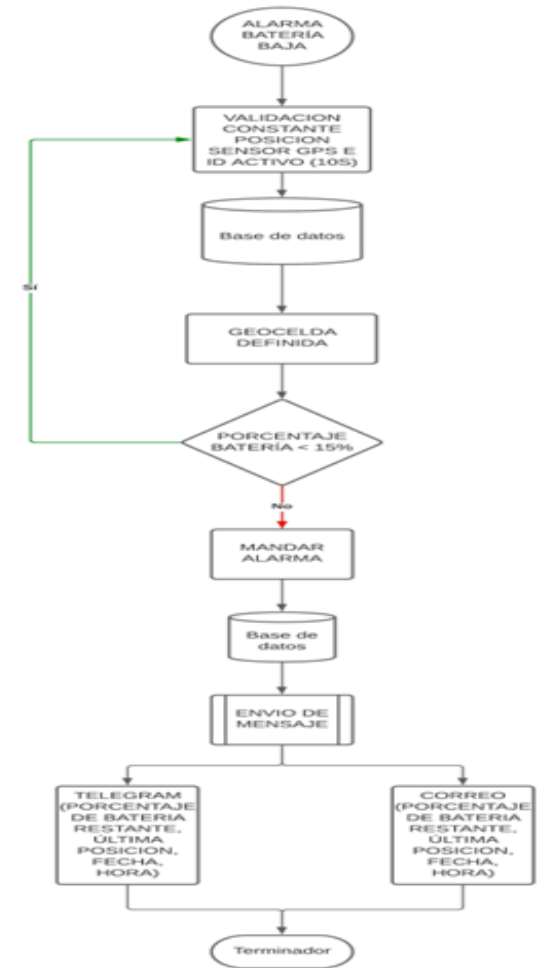 ALARMA
BATERÍA
BAJA
VALIDACION
CONSTANTE
POSICION
SENSOR GPS E
ID ACTIVO (10S)
Base de datos
Sí
GEOCELDA
DEFINIDA
PORCENTAJE
BATERÍA < 15%
No
MANDAR
ALARMA
Base de
datos
ENVIO DE
MENSAJE
TELEGRAM
(PORCENTAJE
DE BATERIA
RESTANTE,
ÚLTIMA
POSICION,
FECHA,
HORA)
CORREO
(PORCENTAJE
DE BATERIA
RESTANTE,
ÚLTIMA
POSICION,
FECHA,
HORA)
Terminador